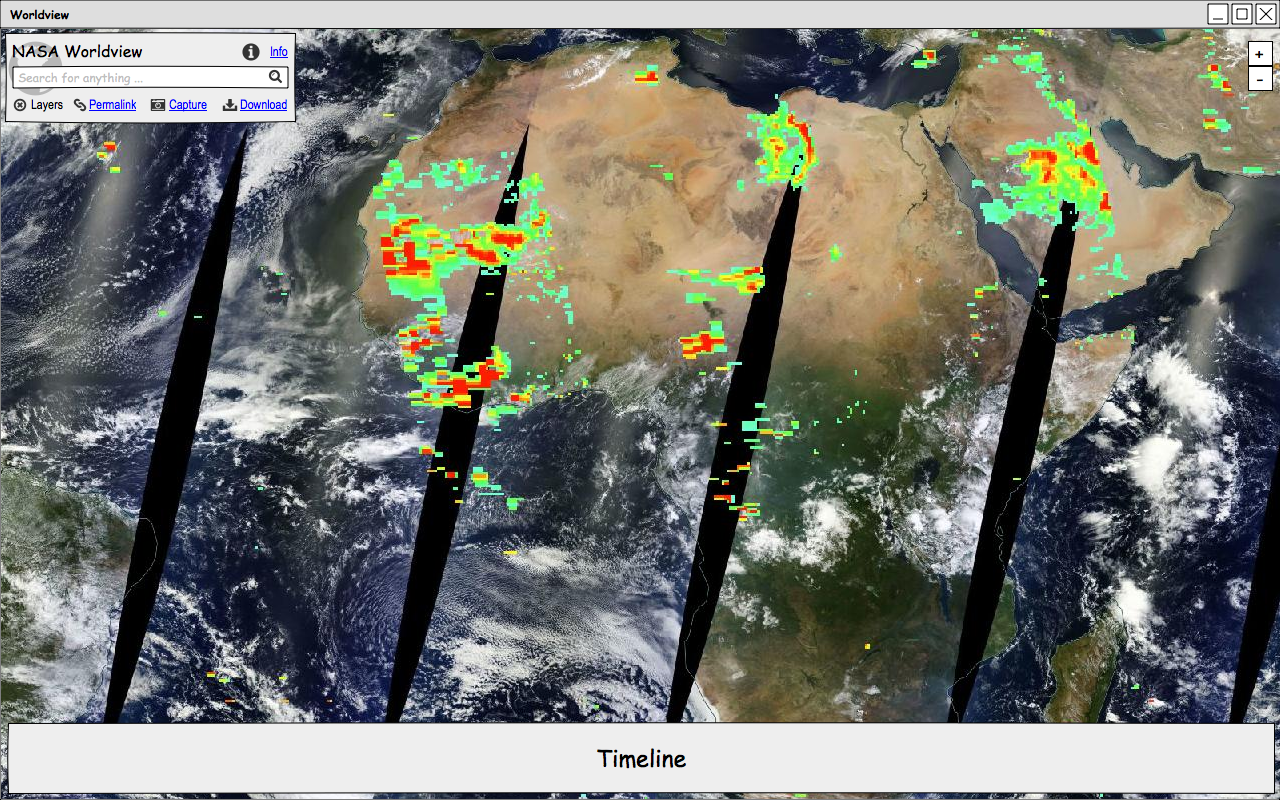 Worldview
NASA Worldview Info
Search for anything ...
Layers Permalink Capture Download
+
-
Timeline